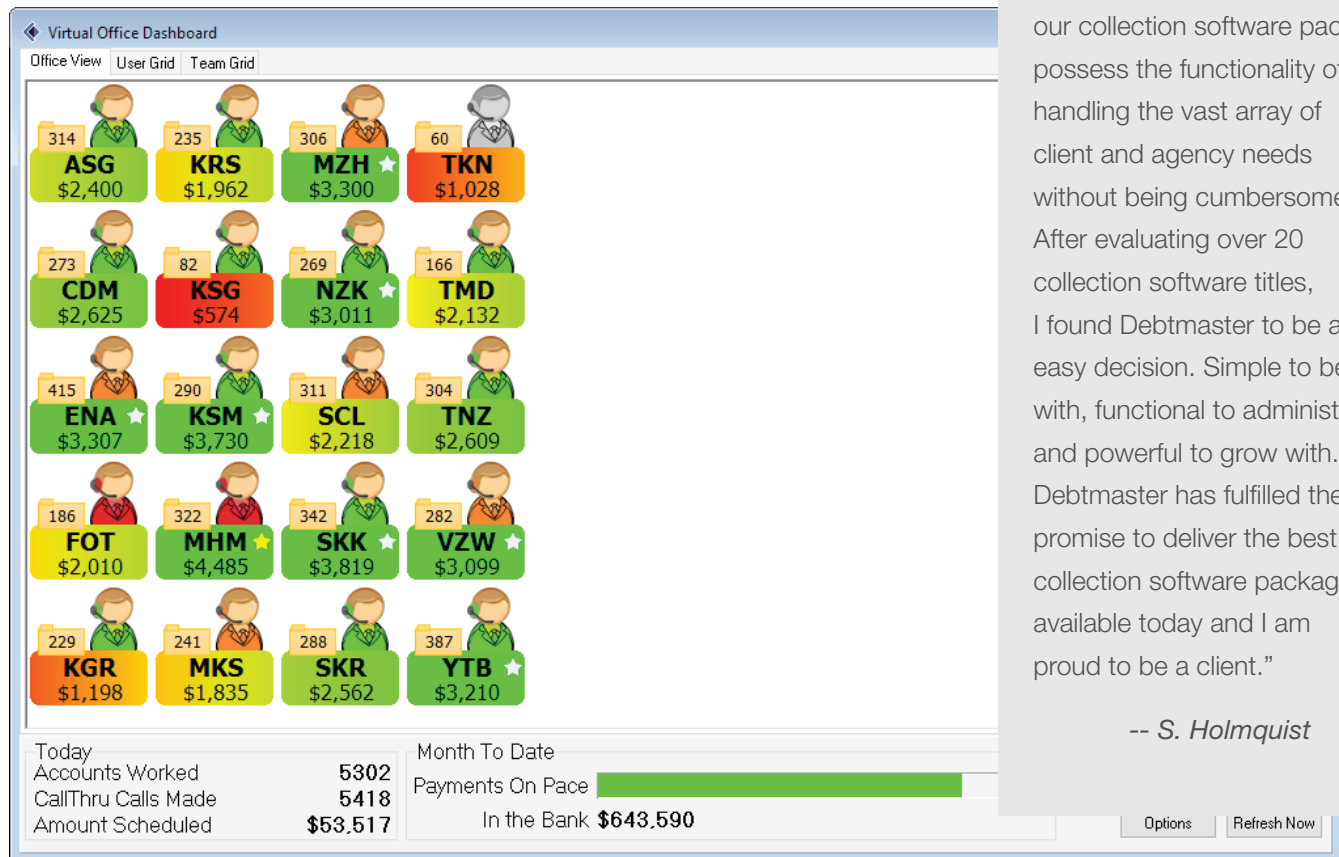 Virtual Office Dashboard
Office View User Grid Team Grid
314 235 306 60
ASG KRS MZH TKN
$2,400 $1,962 $3,300 $1,028
273 82 269 166
CDM KSG NZK TMD
$2,625 $574 $3,011 $2,132
415 290 311 304
ENA KSM SCL TNZ
$3,307 $3,730 $2,218 $2,609
186 322 342 282
FOT MHM SKK VZW
$2,010 $4,485 $3,819 $3,099
229 241 288 387
KGR MKS SKR YTB
$1,198 $1,835 $2,562 $3,210
Today
Accounts Worked 5302
CallThru Calls Made 5418
Amount Scheduled $53,517
Month To Date
Payments On Pace
In the Bank $643,590
Options Refresh Now
our collection software pac
possess the functionality of
handling the vast array of
client and agency needs
without being cumbersome
After evaluating over 20
collection software titles,
I found Debtmaster to be a
easy decision. Simple to be
with, functional to administ
and powerful to grow with.
Debtmaster has fulfilled the
promise to deliver the best
collection software packag
available today and I am
proud to be a client.”
-- S. Holmquist